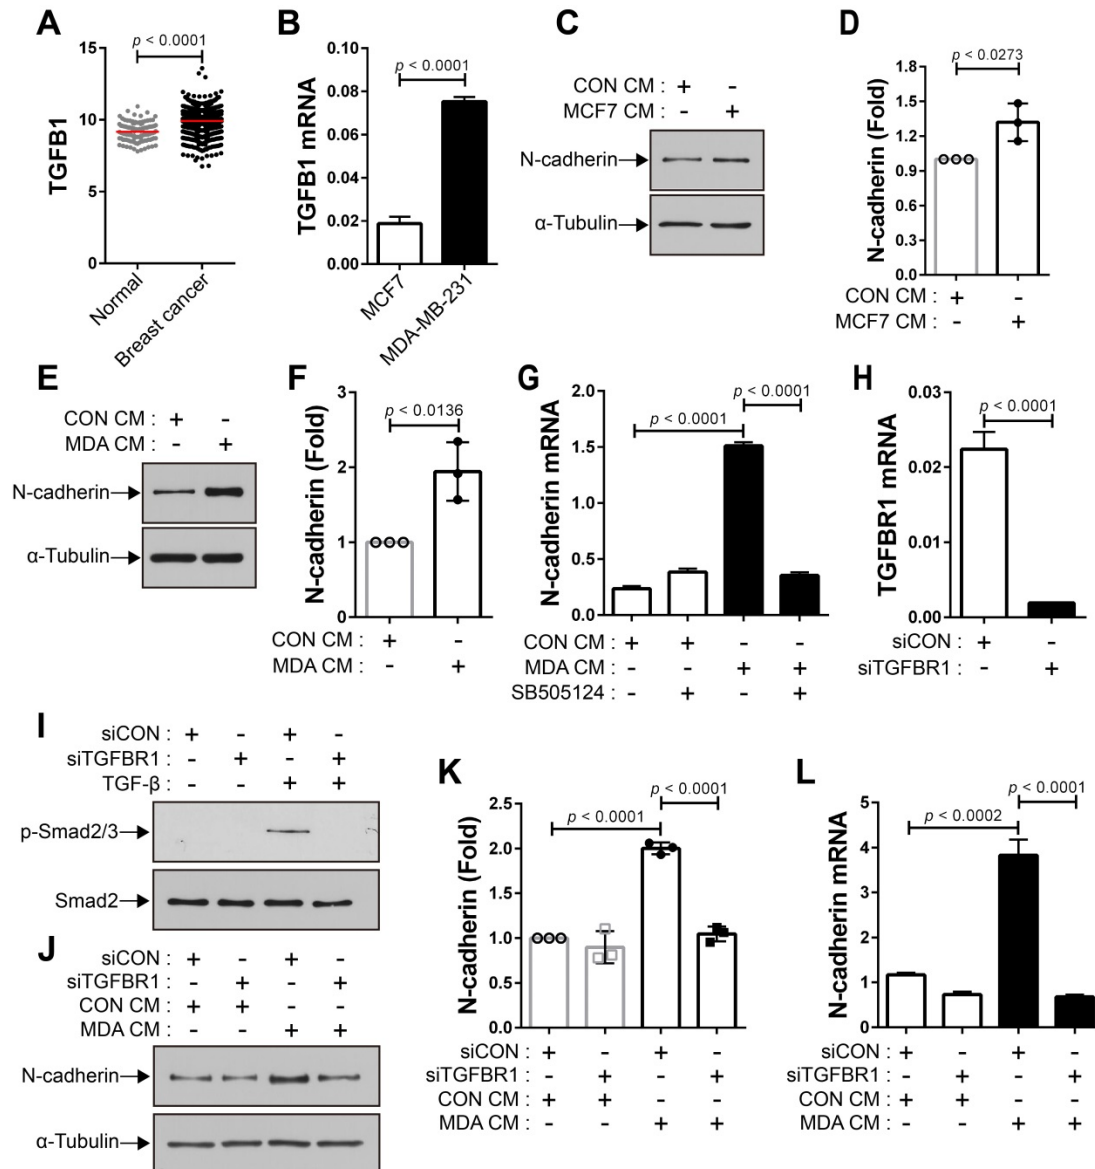 A
p < 0.0001
TGFB1
15
10
5
0
Normal
Breast cancer
B
p < 0.0001
TGFB1 mRNA
0.10
0.08
0.06
0.04
0.02
0.00
MCF7
MDA-MB-231
C
CON CM : + -
MCF7 CM : - +
N-cadherin
α-Tubulin
D
p < 0.0273
N-cadherin (Fold)
1.8
1.5
1.2
0.9
0.6
0.3
0.0
CON CM : + -
MCF7 CM : - +
E
CON CM : + -
MDA CM : - +
N-cadherin
α-Tubulin
F
p < 0.0136
N-cadherin (Fold)
3
2
1
0
CON CM : + -
MDA CM : - +
G
p < 0.0001
p < 0.0001
N-cadherin mRNA
2.0
1.5
1.0
0.5
0.0
CON CM : + + - -
MDA CM : - - + +
SB505124 : - + - +
H
p < 0.0001
TGFBR1 mRNA
0.03
0.02
0.01
0.00
siCON : + -
siTGFBR1 : - +
I
siCON : + - + -
siTGFBR1 : - + - +
TGF-β : - - + +
p-Smad2/3
Smad2
J
siCON : + - + -
siTGFBR1 : - + - +
CON CM : + + - -
MDA CM : - - + +
N-cadherin
α-Tubulin
K
p < 0.0001
p < 0.0001
N-cadherin (Fold)
2.5
2.0
1.5
1.0
0.5
0.0
siCON : + - + -
siTGFBR1 : - + - +
CON CM : + + - -
MDA CM : - - + +
L
p < 0.0001
p < 0.0002
N-cadherin mRNA
5
4
3
2
1
0
siCON : + - + -
siTGFBR1 : - + - +
CON CM : + + - -
MDA CM : - - + +